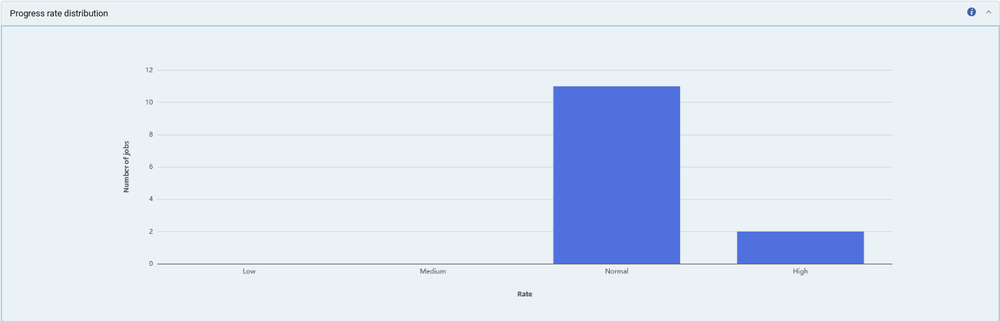 Progress rate distribution
i
12
10
8
6
4
2
0
Number of jobs
Low Medium Normal High
Rate